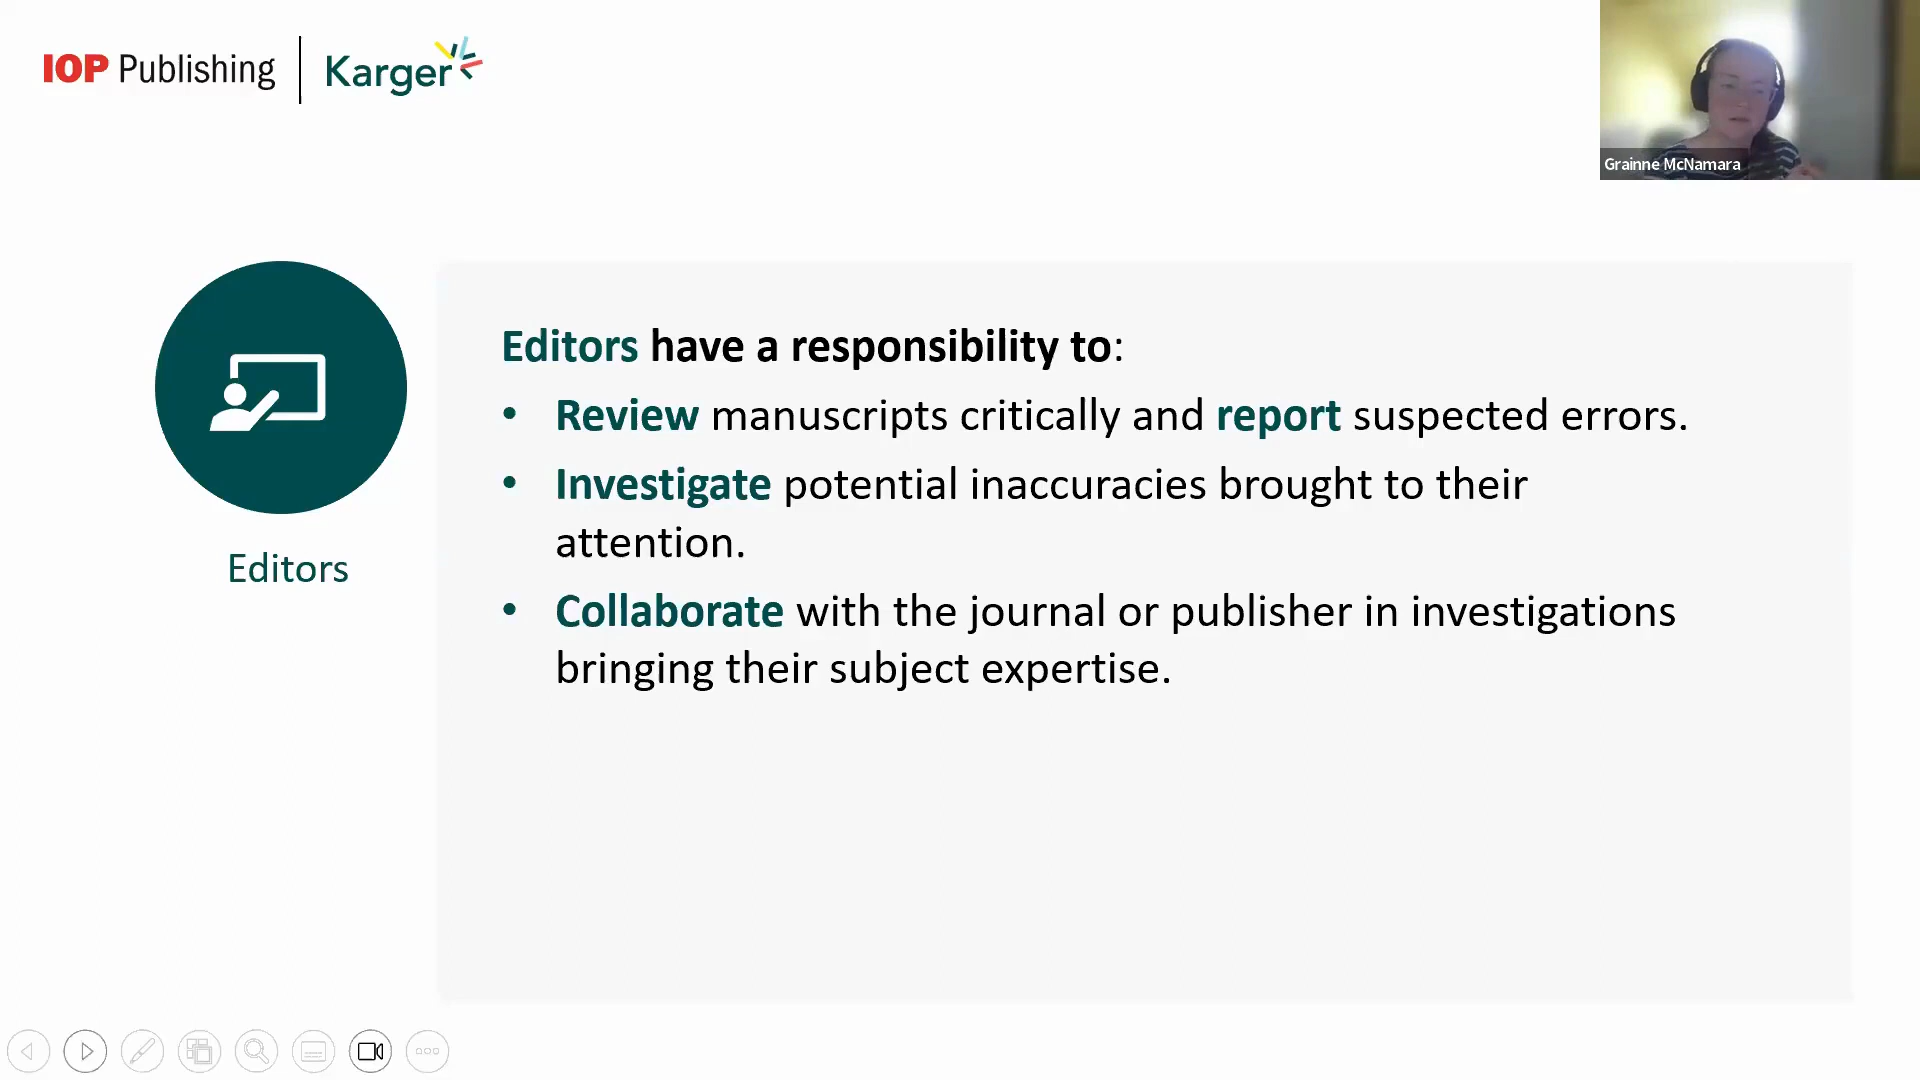 IOP Publishing
Karger
Grainne McNamara
Editors
Editors have a responsibility to:
• Review manuscripts critically and report suspected errors.
• Investigate potential inaccuracies brought to their
attention.
• Collaborate with the journal or publisher in investigations
bringing their subject expertise.